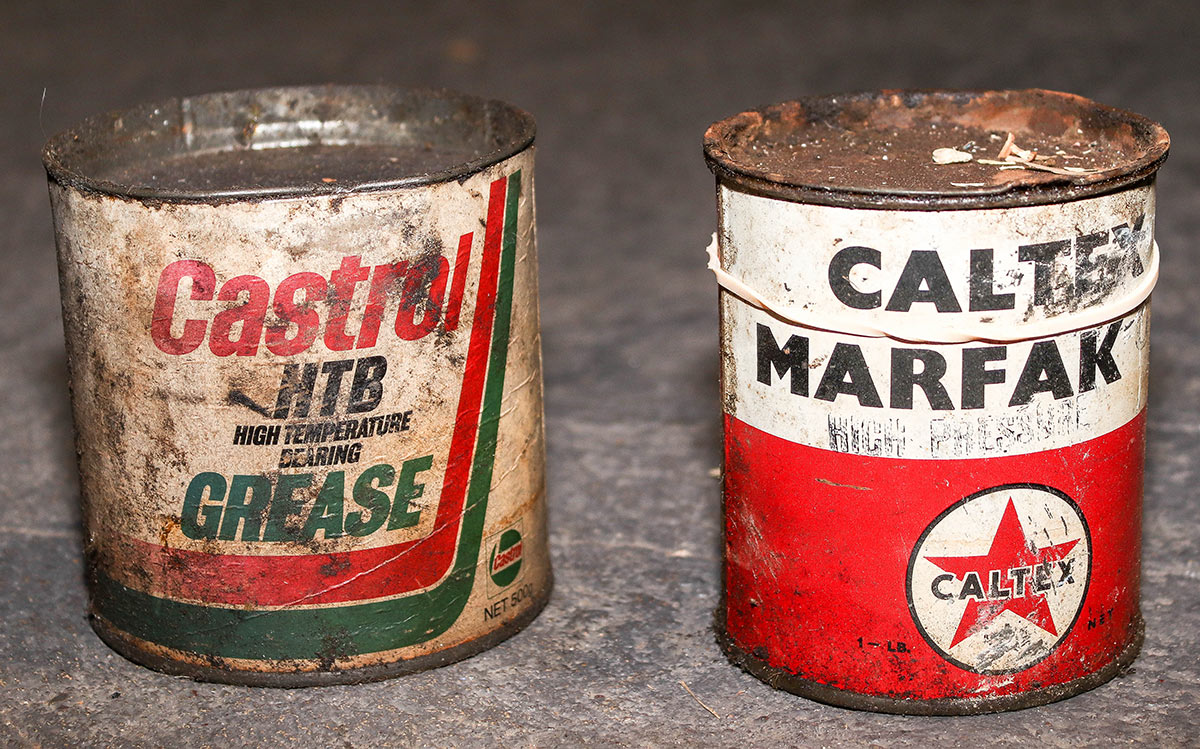 Castrol
HTB
HIGH TEMPERATURE
BEARING
GREASE
Castrol
NET 500g
CALTEX
MARFAK
HIGH PRESSURE
CALTEX
1-LB. NET